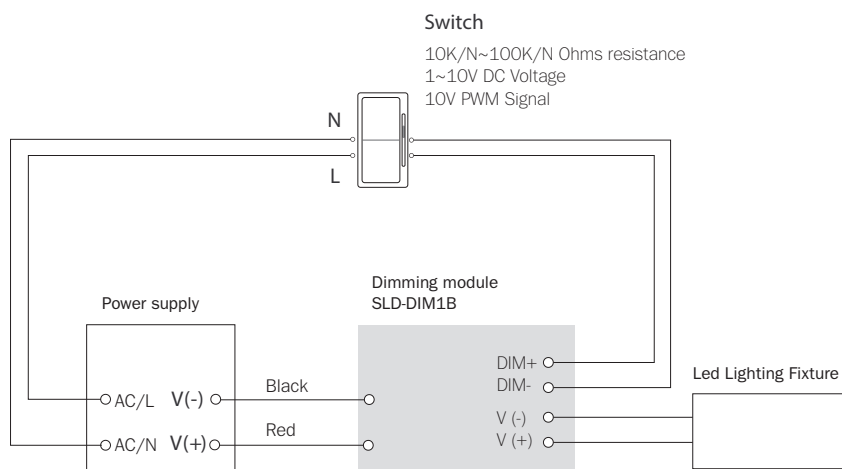 Switch
10K/N~100K/N Ohms resistance
1~10V DC Voltage
10V PWM Signal
N
L
Dimming module
SLD-DIM1B
Power supply
DIM+
DIM-
Led Lighting Fixture
AC/L V(-)
Black
V (-)
AC/N V(+)
Red
V (+)